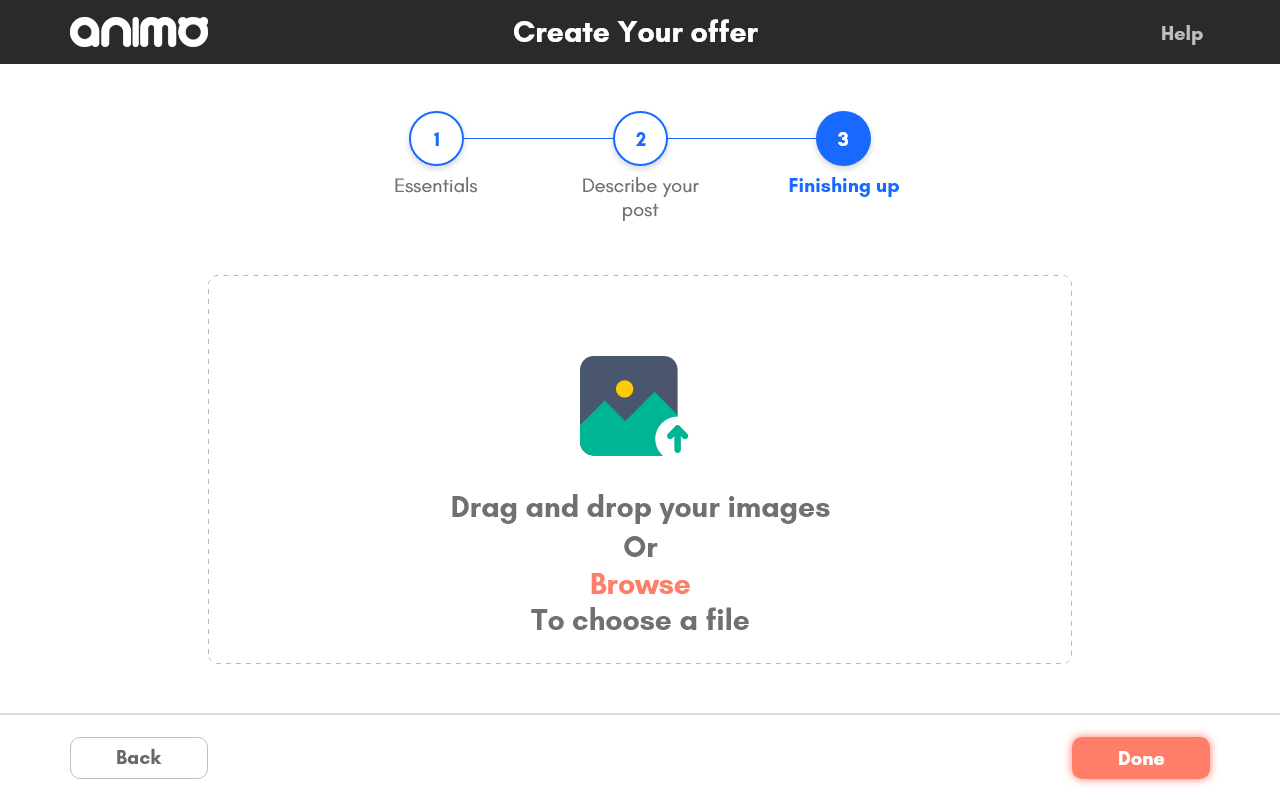 animo
Create Your offer
Help
1
2
3
Essentials
Describe your
post
Finishing up
Drag and drop your images
Or
Browse
To choose a file
Back
Done